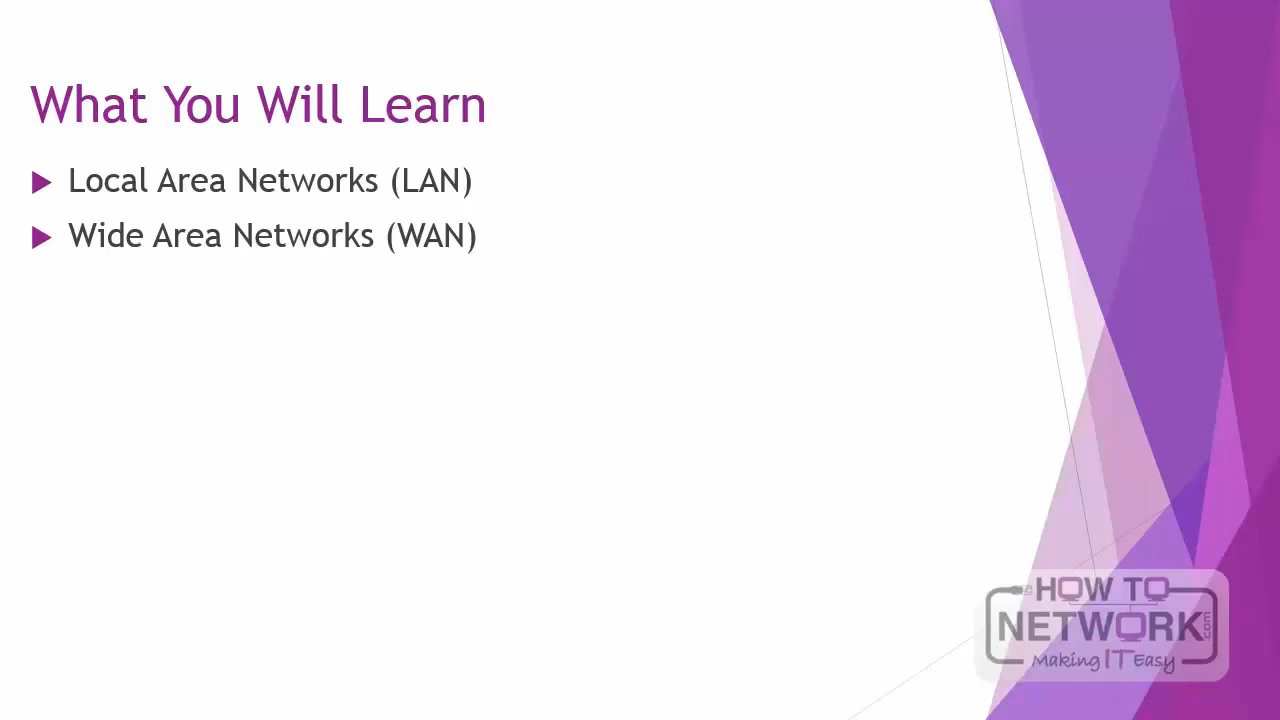 What You Will Learn
Local Area Networks (LAN)
Wide Area Networks (WAN)
HOW TO
NETWORK.com
Making IT Easy